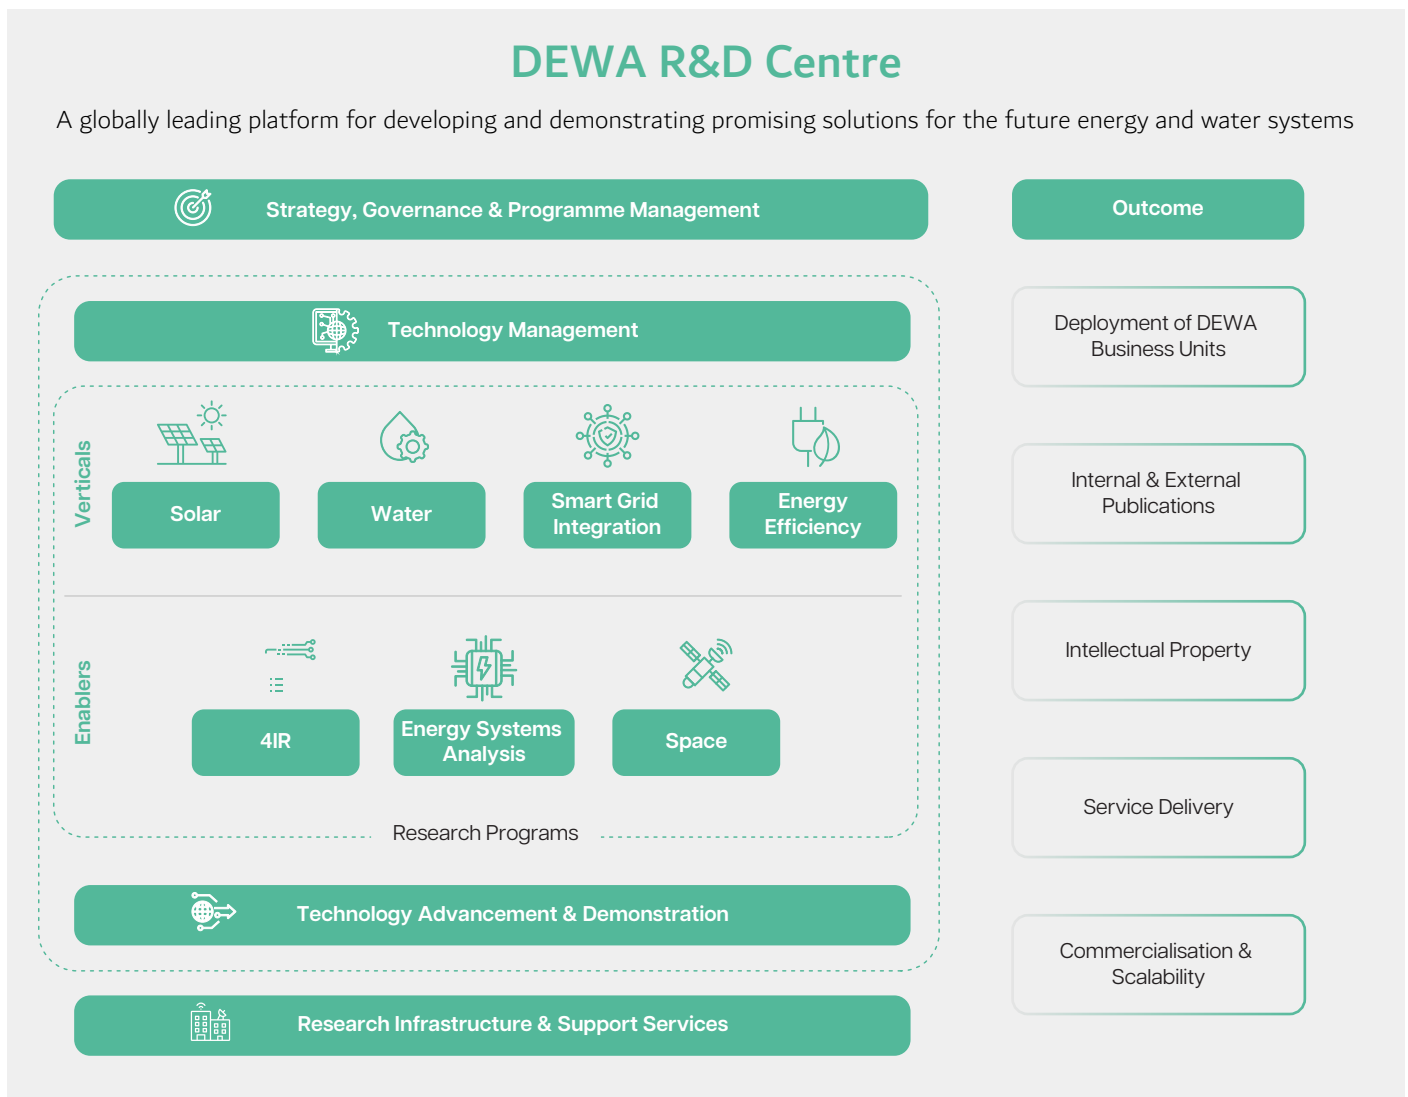 DEWA R&D Centre
A globally leading platform for developing and demonstrating promising solutions for the future energy and water systems
Strategy, Governance & Programme Management
Technology Management
Verticals
Solar
Water
Smart Grid
Integration
Energy
Efficiency
Enablers
4IR
Energy Systems
Analysis
Space
Research Programs
Technology Advancement & Demonstration
Research Infrastructure & Support Services
Outcome
Deployment of DEWA
Business Units
Internal & External
Publications
Intellectual Property
Service Delivery
Commercialisation &
Scalability